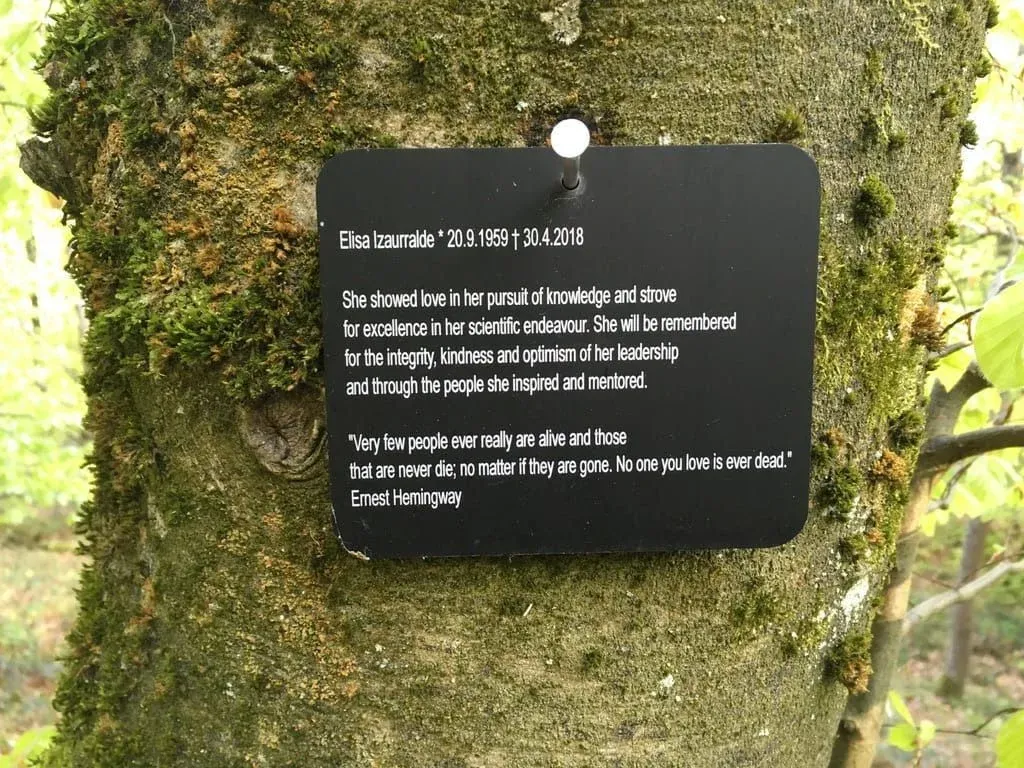 Elisa Izaurralde * 20.9.1959 † 30.4.2018
She showed love in her pursuit of knowledge and strove
for excellence in her scientific endeavour. She will be remembered
for the integrity, kindness and optimism of her leadership
and through the people she inspired and mentored.
"Very few people ever really are alive and those
that are never die; no matter if they are gone. No one you love is ever dead."
Ernest Hemingway